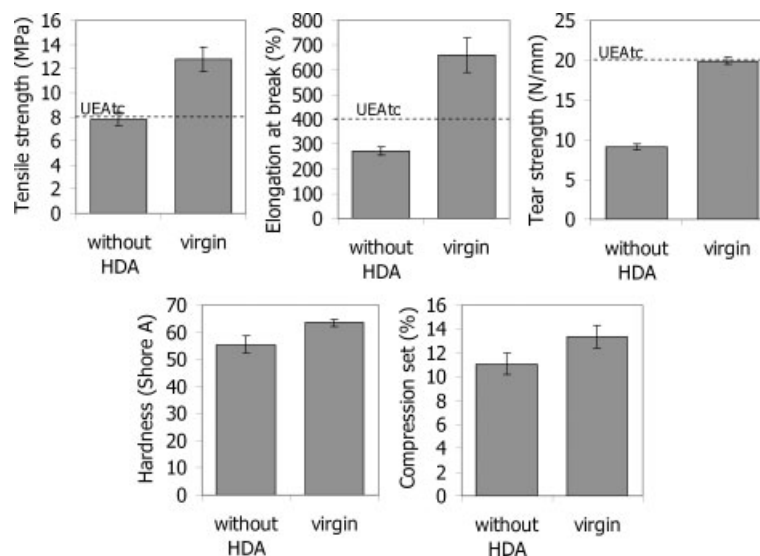 Tensile strength (MPa)
16
14
12
10
8
6
4
2
0
UEAtc
without
HDA
virgin
Elongation at break (%)
800
700
600
500
400
300
200
100
0
UEAtc
without
HDA
virgin
Tear strength (N/mm)
25
20
15
10
5
0
UEAtc
without
HDA
virgin
Hardness (Shore A)
70
60
50
40
30
20
10
0
without
HDA
virgin
Compression set (%)
16
14
12
10
8
6
4
2
0
without
HDA
virgin